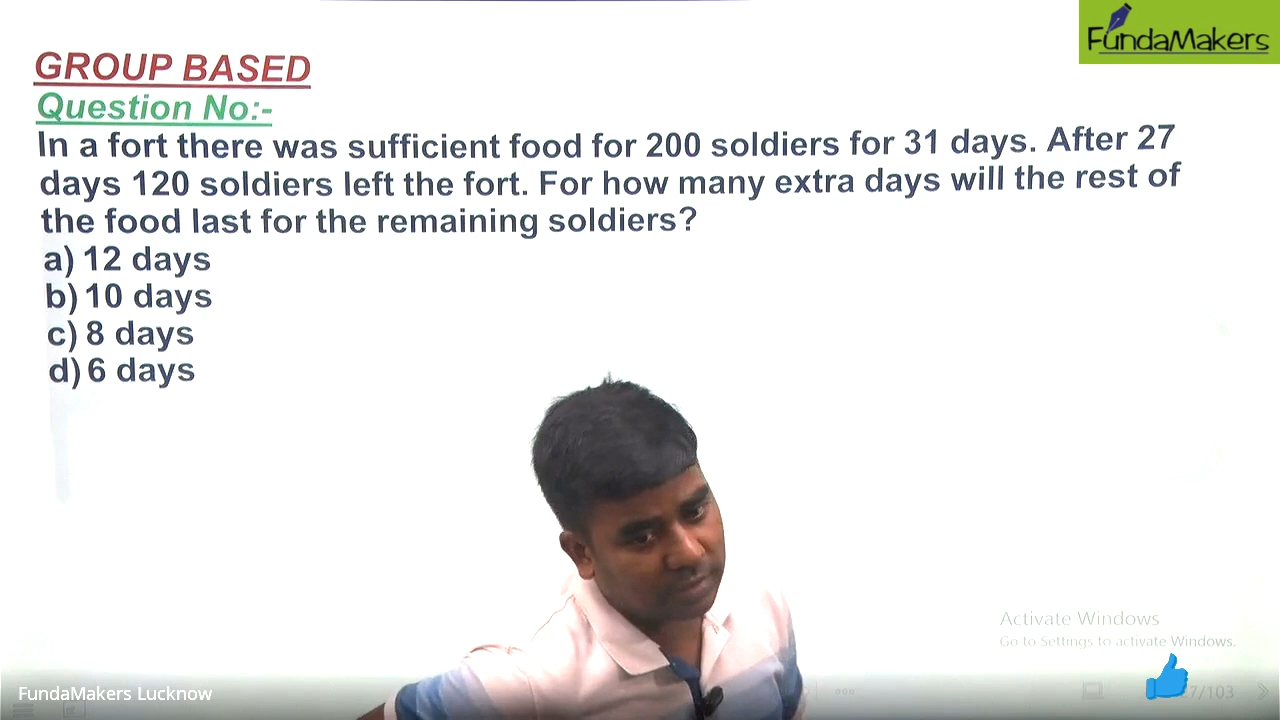 FundaMakers
GROUP BASED
Question No:-
In a fort there was sufficient food for 200 soldiers for 31 days. After 27
days 120 soldiers left the fort. For how many extra days will the rest of
the food last for the remaining soldiers?
a) 12 days
b) 10 days
c) 8 days
d) 6 days
Activate Windows
Go to Settings to activate Windows.
FundaMakers Lucknow
7/103